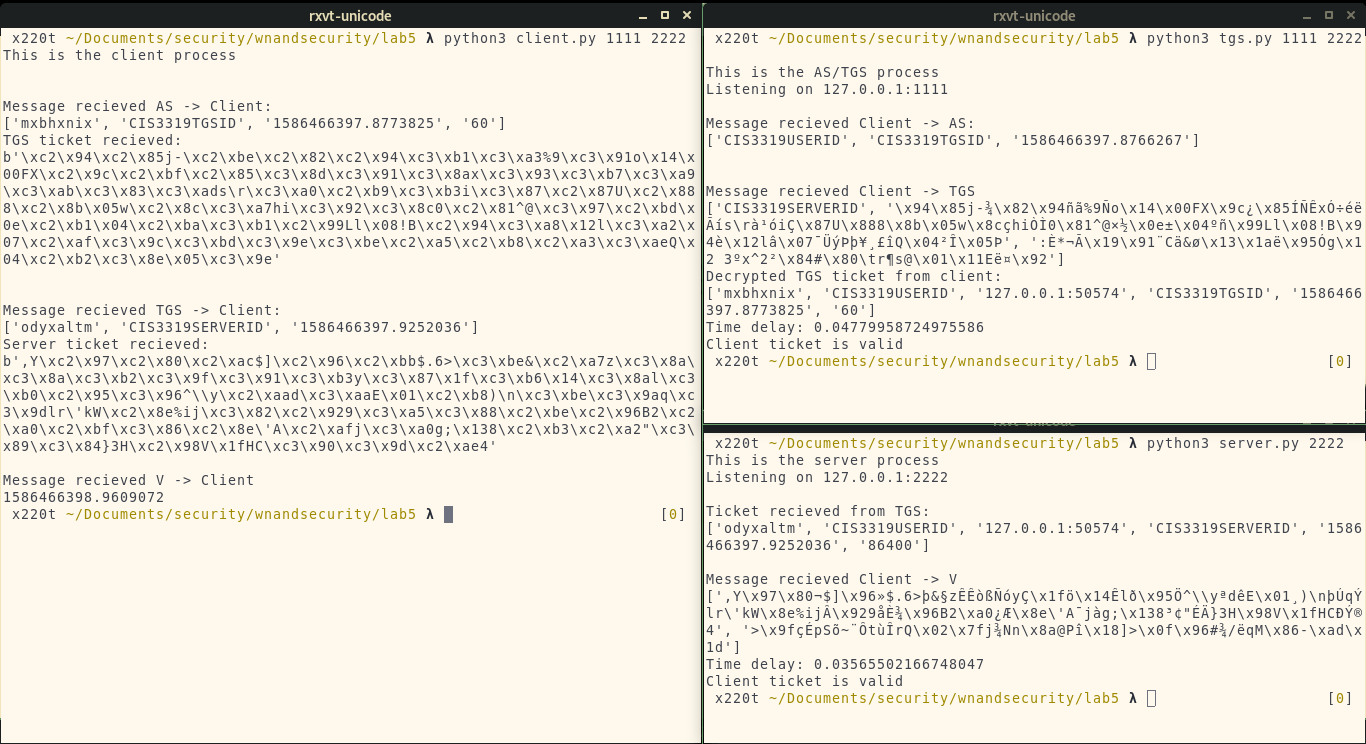 rxvt-unicode
x220t ~/Documents/security/wnandsecurity/lab5 λ python3 client.py 1111 2222
This is the client process
Message recieved AS -> Client:
['mxbhxnix', 'CIS3319TGSID', '1586466397.8773825', '60']
TGS ticket recieved:
b'\xc2\x94\xc2\x85j-\xc2\xbe\xc2\x82\xc2\x94\xc3\xb1\xc3\xa3%9\xc3\x91o\x14\x
00FX\xc2\x9c\xc2\xbf\xc2\x85\xc3\x8d\xc3\x91\xc3\x8ax\xc3\x93\xc3\xb7\xc3\xa9
\xc3\xab\xc3\x83\xc3\xads\r\xc3\xa0\xc2\xb9\xc3\xb3i\xc3\x87\xc2\x87U\xc2\x88
8\xc2\x8b\x05w\xc2\x8c\xc3\xa7hi\xc3\x92\xc3\x8c0\xc2\x81^@\xc3\x97\xc2\xbd\x
0e\xc2\xb1\x04\xc2\xba\xc3\xb1\xc2\x99Ll\x08!B\xc2\x94\xc3\xa8\x12l\xc3\xa2\x
07\xc2\xaf\xc3\x9c\xc3\xbd\xc3\x9e\xc3\xbe\xc2\xa5\xc2\xb8\xc2\xa3\xc3\xaeQ\x
04\xc2\xb2\xc3\x8e\x05\xc3\x9e'
Message recieved TGS -> Client:
['odyxaltm', 'CIS3319SERVERID', '1586466397.9252036']
Server ticket recieved:
b',Y\xc2\x97\xc2\x80\xc2\xac$]\xc2\x96\xc2\xbb$.6>\xc3\xbe&\xc2\xa7z\xc3\x8a\
xc3\x8a\xc3\xb2\xc3\x9f\xc3\x91\xc3\xb3y\xc3\x87\x1f\xc3\xb6\x14\xc3\x8al\xc3
\xb0\xc2\x95\xc3\x96^\\y\xc2\xaad\xc3\xaaE\x01\xc2\xb8)\n\xc3\xbe\xc3\x9aq\xc
3\x9dlr\'kW\xc2\x8e%ij\xc3\x82\xc2\x929\xc3\xa5\xc3\x88\xc2\xbe\xc2\x96B2\xc2
\xa0\xc2\xbf\xc3\x86\xc2\x8e\'A\xc2\xafj\xc3\xa0g;\x138\xc2\xb3\xc2\xa2"\xc3\
x89\xc3\x84}3H\xc2\x98V\x1fHC\xc3\x90\xc3\x9d\xc2\xae4'
Message recieved V -> Client
1586466398.9609072
x220t ~/Documents/security/wnandsecurity/lab5 λ [0]
rxvt-unicode
x220t ~/Documents/security/wnandsecurity/lab5 λ python3 tgs.py 1111 2222
This is the AS/TGS process
Listening on 127.0.0.1:1111
Message recieved Client -> AS:
['CIS3319USERID', 'CIS3319TGSID', '1586466397.8766267']
Message recieved Client -> TGS
['CIS3319SERVERID', '\x94\x85j-¾\x82\x94ñã%9Ño\x14\x00FX\x9c¿\x85ÍÑÊxÓ÷éë
Ãís\rà¹óiÇ\x87U\x888\x8b\x05w\x8cçhiÒÌ0\x81^@×½\x0e±\x04ºñ\x99Ll\x08!B\x9
4è\x12lâ\x07¯ÜýÞþ¥¸£îQ\x04²Î\x05Þ', ':È*¬Ã\x19\x91¨Cä&ø\x13\x1aë\x95Óg\x1
2 3ºx^2²\x84#\x80\tr¶s@\x01\x11Eë¤\x92']
Decrypted TGS ticket from client:
['mxbhxnix', 'CIS3319USERID', '127.0.0.1:50574', 'CIS3319TGSID', '1586466
397.8773825', '60']
Time delay: 0.04779958724975586
Client ticket is valid
x220t ~/Documents/security/wnandsecurity/lab5 λ [0]
x220t ~/Documents/security/wnandsecurity/lab5 λ python3 server.py 2222
This is the server process
Listening on 127.0.0.1:2222
Ticket recieved from TGS:
['odyxaltm', 'CIS3319USERID', '127.0.0.1:50574', 'CIS3319SERVERID', '1586
466397.9252036', '86400']
Message recieved Client -> V
[',Y\x97\x80¬$]\x96»$.6>þ&§zÊÊòßÑóyÇ\x1fö\x14Êlð\x95Ö^\\yªdêE\x01¸)\nþÚqÝ
lr\'kW\x8e%ijÂ\x929åÈ¾\x96B2\xa0¿Æ\x8e\'A¯jàg;\x138³¢"ÉÄ}3H\x98V\x1fHCÐÝ®
4', '>\x9fçÉpSõ~¨ÔtùÎrQ\x02\x7fj¾Nn\x8a@Pî\x18]>\x0f\x96#¾/ëqM\x86-\xad\x
1d']
Time delay: 0.03565502166748047
Client ticket is valid
x220t ~/Documents/security/wnandsecurity/lab5 λ [0]